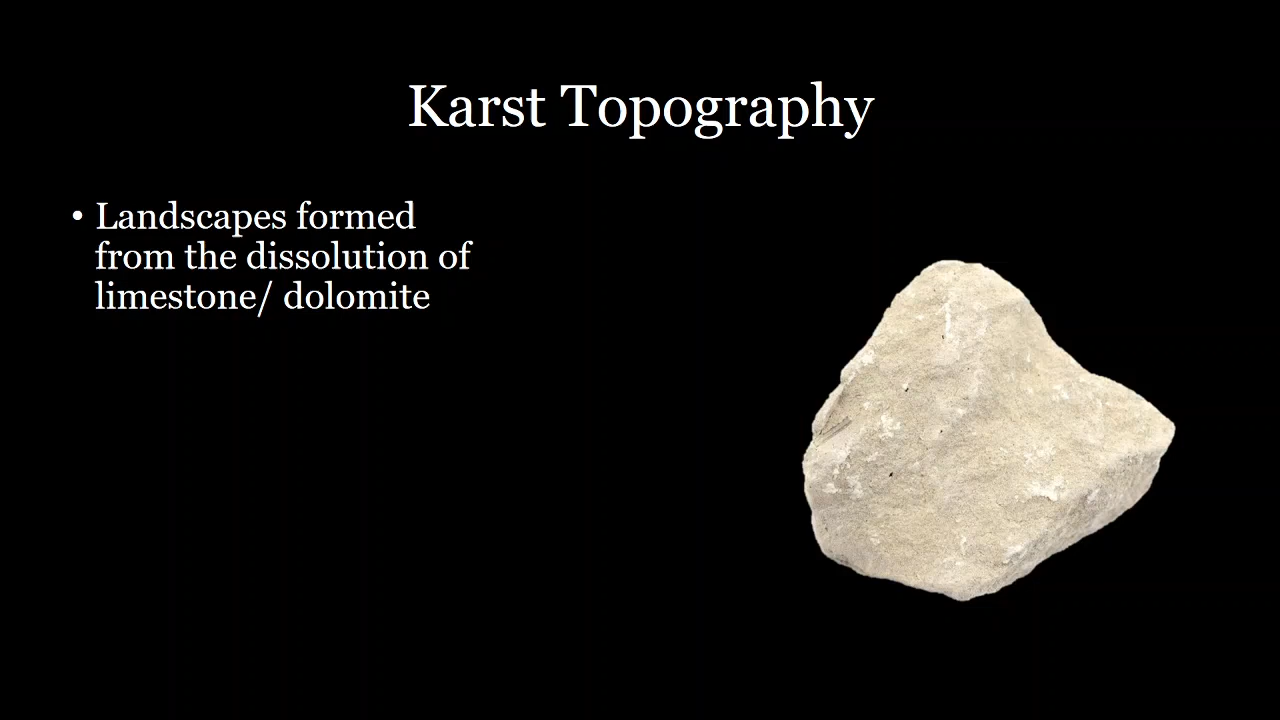 Karst Topography
• Landscapes formed
from the dissolution of
limestone/ dolomite